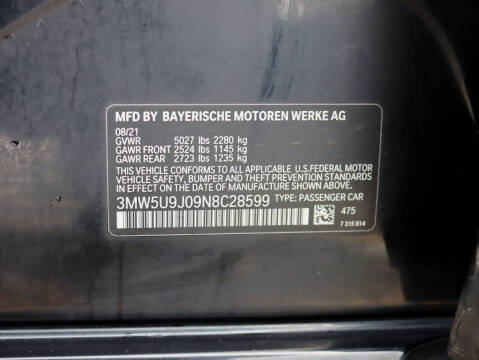 MFD BY BAYERISCHE MOTOREN WERKE AG
08/21
GVWR 5027 lbs 2280 kg
GAWR FRONT 2524 lbs 1145 kg
GAWR REAR 2723 lbs 1235 kg
THIS VEHICLE CONFORMS TO ALL APPLICABLE U.S.FEDERAL MOTOR
VEHICLE SAFETY, BUMPER AND THEFT PREVENTION STANDARDS IN
EFFECT ON THE DATE OF MANUFACTURE SHOWN ABOVE.
3MW5U9J09N8C28599 TYPE: PASSENGER CAR
475
7 315 814